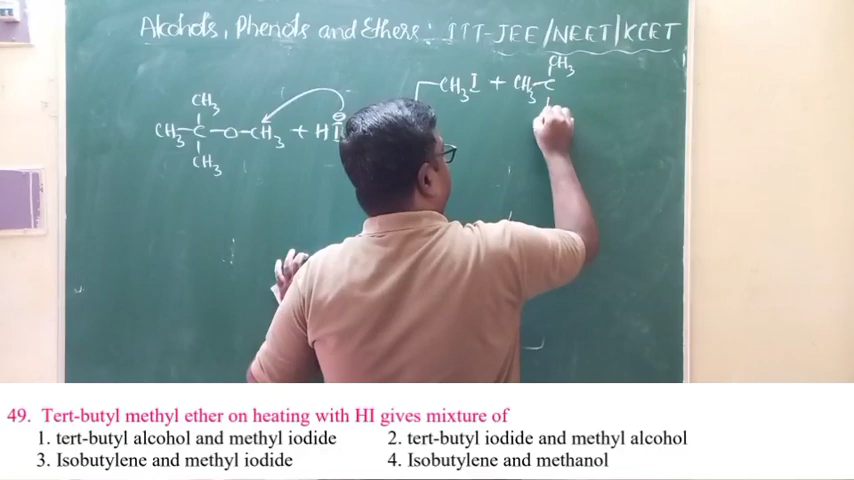 Alcohols, Phenols and Ethers: IIT-JEE/NEET/KCET
CH3
CH3-C-O-CH3 + HI
CH3
CH3I + CH3-C
CH3
49. Tert-butyl methyl ether on heating with HI gives mixture of
1. tert-butyl alcohol and methyl iodide
2. tert-butyl iodide and methyl alcohol
3. Isobutylene and methyl iodide
4. Isobutylene and methanol